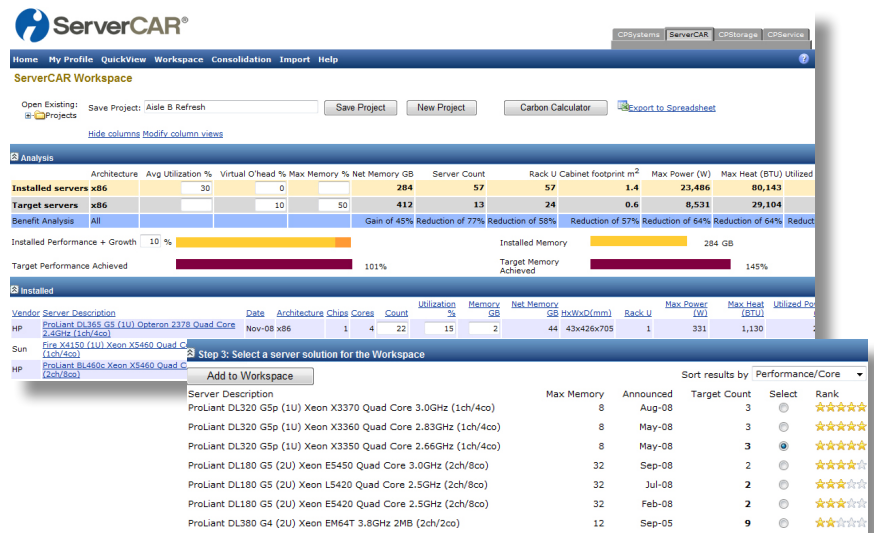 ServerCAR®
CPSystems ServerCAR CPStorage CPService
Home My Profile QuickView Workspace Consolidation Import Help ?
ServerCAR Workspace
Open Existing: Projects Save Project: Aisle B Refresh Save Project New Project Carbon Calculator Export to Spreadsheet
Hide columns Modify column views
Analysis
Architecture Avg Utilization % Virtual O'head % Max Memory % Net Memory GB Server Count Rack U Cabinet footprint m² Max Power (W) Max Heat (BTU) Utilized
Installed servers x86 30 0 284 57 57 1.4 23,486 80,143
Target servers x86 10 50 412 13 24 0.6 8,531 29,104
Benefit Analysis All Gain of 45% Reduction of 77% Reduction of 58% Reduction of 57% Reduction of 64% Reduction of 64% Reduct
Installed Performance + Growth 10 % Installed Memory 284 GB
Target Performance Achieved 101% Target Memory Achieved 145%
Installed
Vendor Server Description Date Architecture Chips Cores Count Utilization % Memory GB Net Memory GB HxWxD(mm) Rack U Max Power (W) Max Heat (BTU) Utilized Po
HP ProLiant DL365 G5 (1U) Opteron 2378 Quad Core 2.4GHz (1ch/4co) Nov-08 x86 1 4 22 15 2 44 43x426x705 1 331 1,130
Sun Fire X4150 (1U) Xeon X5460 Quad C (1ch/4co)
HP ProLiant BL460c Xeon X5460 Quad C (2ch/8co)
Step 3: Select a server solution for the Workspace
Add to Workspace Sort results by Performance/Core
Server Description Max Memory Announced Target Count Select Rank
ProLiant DL320 G5p (1U) Xeon X3370 Quad Core 3.0GHz (1ch/4co) 8 Aug-08 3
ProLiant DL320 G5p (1U) Xeon X3360 Quad Core 2.83GHz (1ch/4co) 8 May-08 3
ProLiant DL320 G5p (1U) Xeon X3350 Quad Core 2.66GHz (1ch/4co) 8 May-08 3
ProLiant DL180 G5 (2U) Xeon E5450 Quad Core 3.0GHz (2ch/8co) 32 Sep-08 2
ProLiant DL180 G5 (2U) Xeon L5420 Quad Core 2.5GHz (2ch/8co) 32 Jul-08 2
ProLiant DL180 G5 (2U) Xeon E5420 Quad Core 2.5GHz (2ch/8co) 32 Feb-08 2
ProLiant DL380 G4 (2U) Xeon EM64T 3.8GHz 2MB (2ch/2co) 12 Sep-05 9